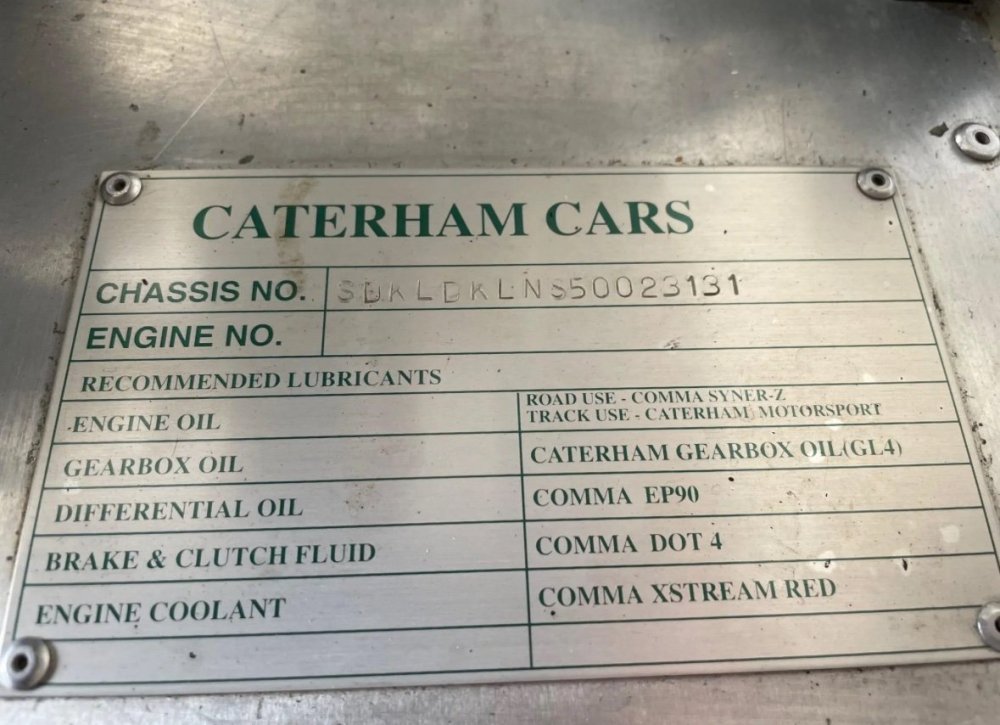 CATERHAM CARS
CHASSIS NO. SDKLDKLNS50023131
ENGINE NO.
RECOMMENDED LUBRICANTS
ENGINE OIL
ROAD USE - COMMA SYNER-Z
TRACK USE - CATERHAM MOTORSPORT
GEARBOX OIL CATERHAM GEARBOX OIL(GL4)
DIFFERENTIAL OIL COMMA EP90
BRAKE & CLUTCH FLUID COMMA DOT 4
ENGINE COOLANT COMMA XSTREAM RED